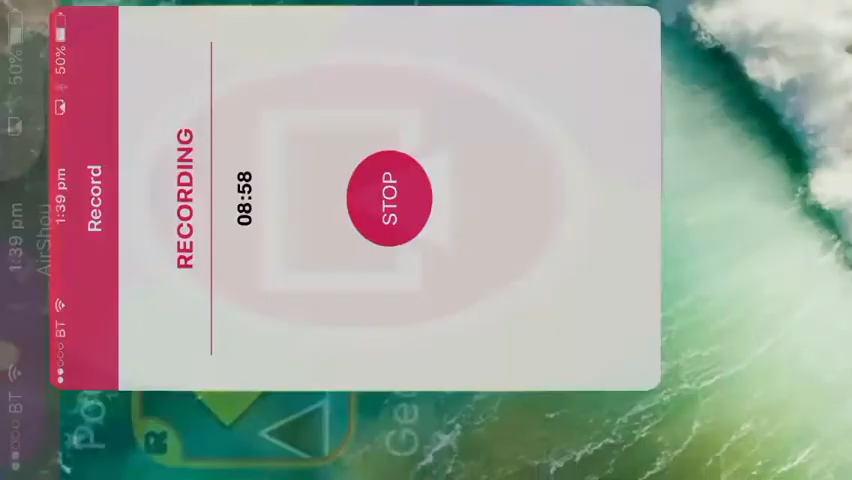 ●●○○○ BT 1:39 pm 50%
Record
RECORDING
08:58
STOP
●●○○○ BT 1:39 pm 50%
AirShou
R